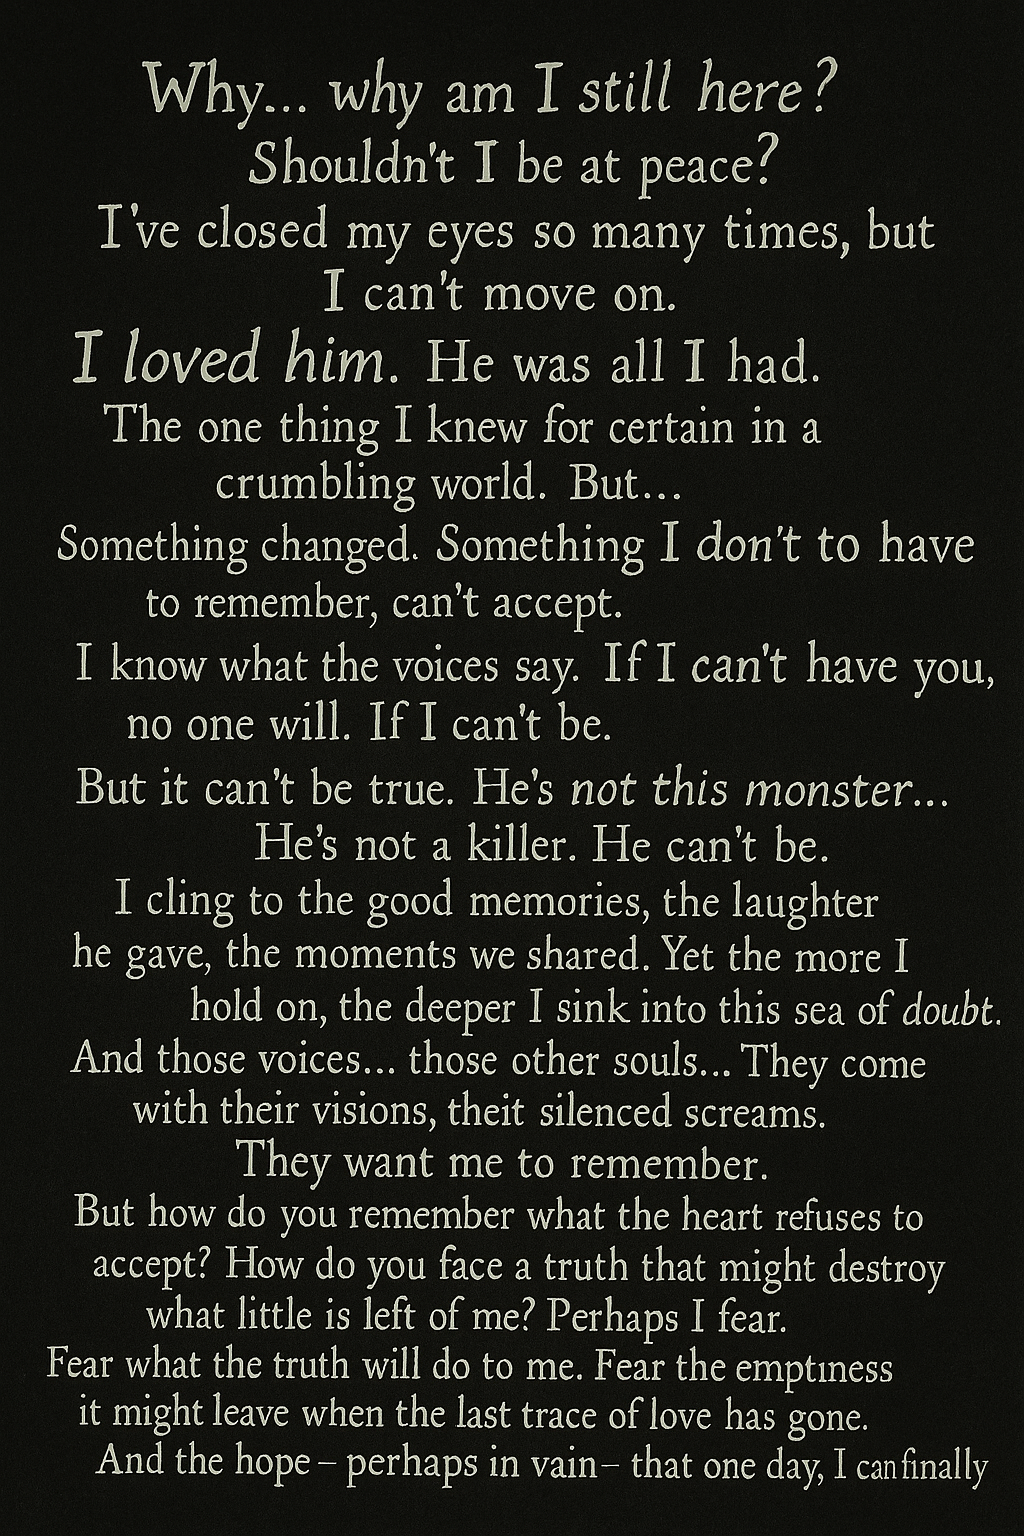 Why... why am I still here?
Shouldn't I be at peace?
I've closed my eyes so many times, but
I can't move on.
I loved him. He was all I had.
The one thing I knew for certain in a
crumbling world. But...
Something changed. Something I don't to have
to remember, can't accept.
I know what the voices say. If I can't have you,
no one will. If I can't be.
But it can't be true. He's not this monster...
He's not a killer. He can't be.
I cling to the good memories, the laughter
he gave, the moments we shared. Yet the more I
hold on, the deeper I sink into this sea of doubt.
And those voices... those other souls... They come
with their visions, theit silenced screams.
They want me to remember.
But how do you remember what the heart refuses to
accept? How do you face a truth that might destroy
what little is left of me? Perhaps I fear.
Fear what the truth will do to me. Fear the emptıness
it might leave when the last trace of love has gone.
And the hope – perhaps in vain – that one day, I can finally